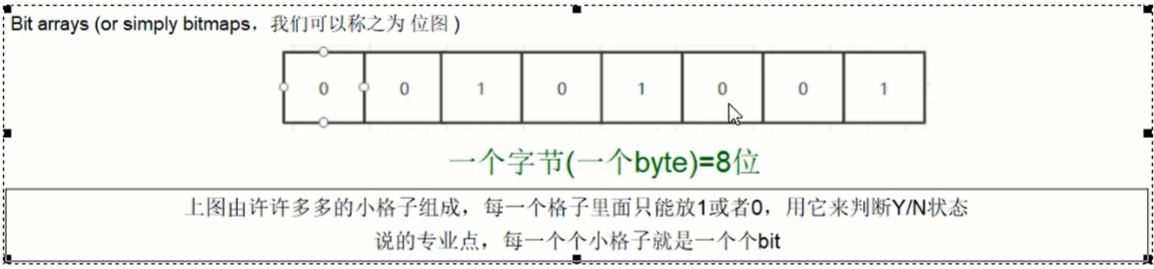 Bit arrays (or simply bitmaps，我们可以称之为 位图 )
0 0 1 0 1 0 0 1
一个字节(一个byte)=8位
上图由许许多多的小格子组成，每一个格子里面只能放1或者0，用它来判断Y/N状态
说的专业点，每一个个小格子就是一个个bit